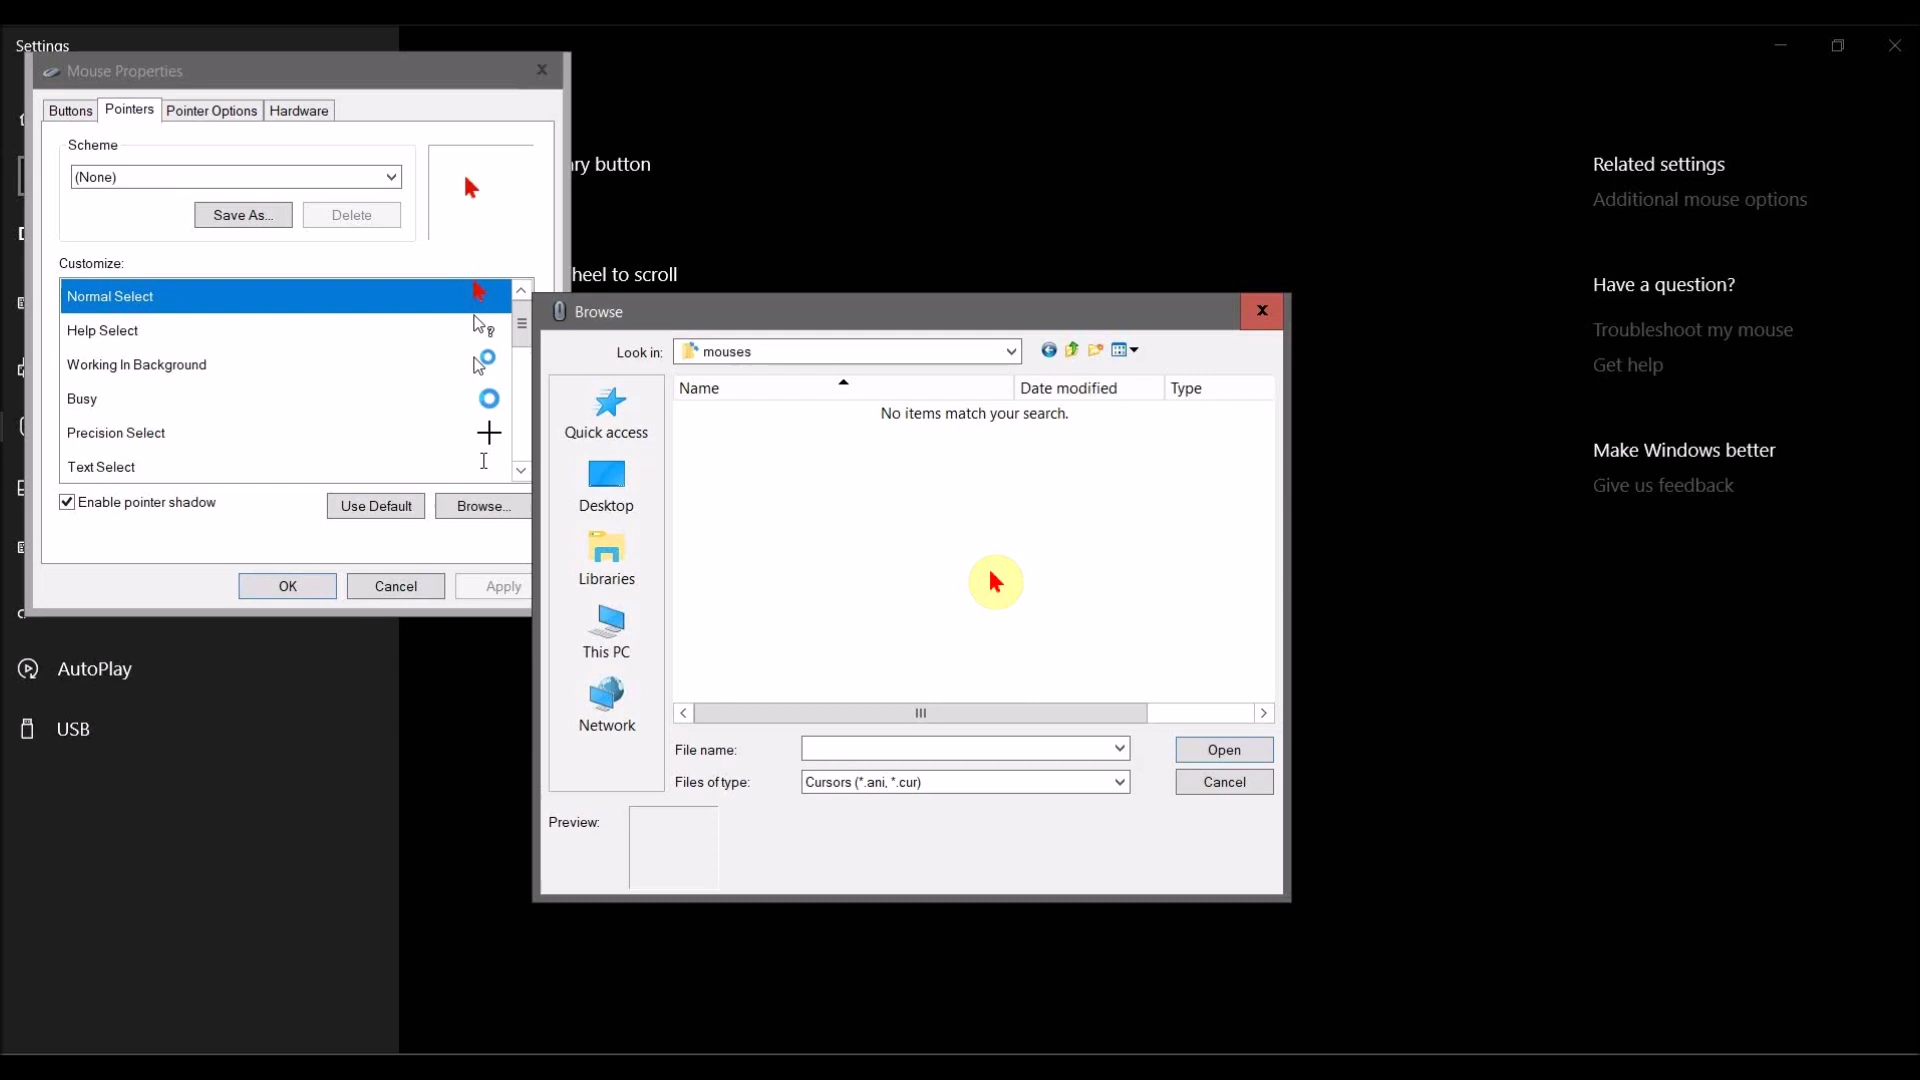 Settings
Mouse Properties
Buttons
Pointers
Pointer Options
Hardware
Scheme
(None)
Save As...
Delete
Customize:
Normal Select
Help Select
Working In Background
Busy
Precision Select
Text Select
Enable pointer shadow
Use Default
Browse...
OK
Cancel
Apply
AutoPlay
USB
ry button
heel to scroll
Browse
Look in:
mouses
Name
Date modified
Type
No items match your search.
Quick access
Desktop
Libraries
This PC
Network
File name:
Open
Files of type:
Cursors (*.ani, *.cur)
Cancel
Preview:
Related settings
Additional mouse options
Have a question?
Troubleshoot my mouse
Get help
Make Windows better
Give us feedback